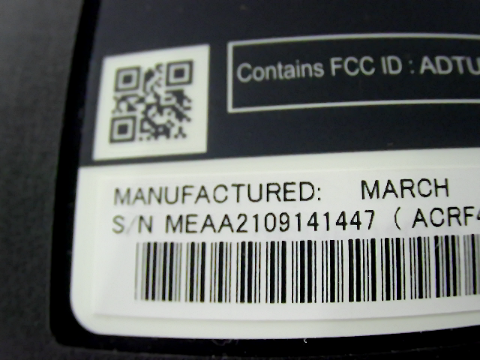 Contains FCC ID : ADTU
MANUFACTURED: MARCH
S/N MEAA2109141447 ( ACRF4